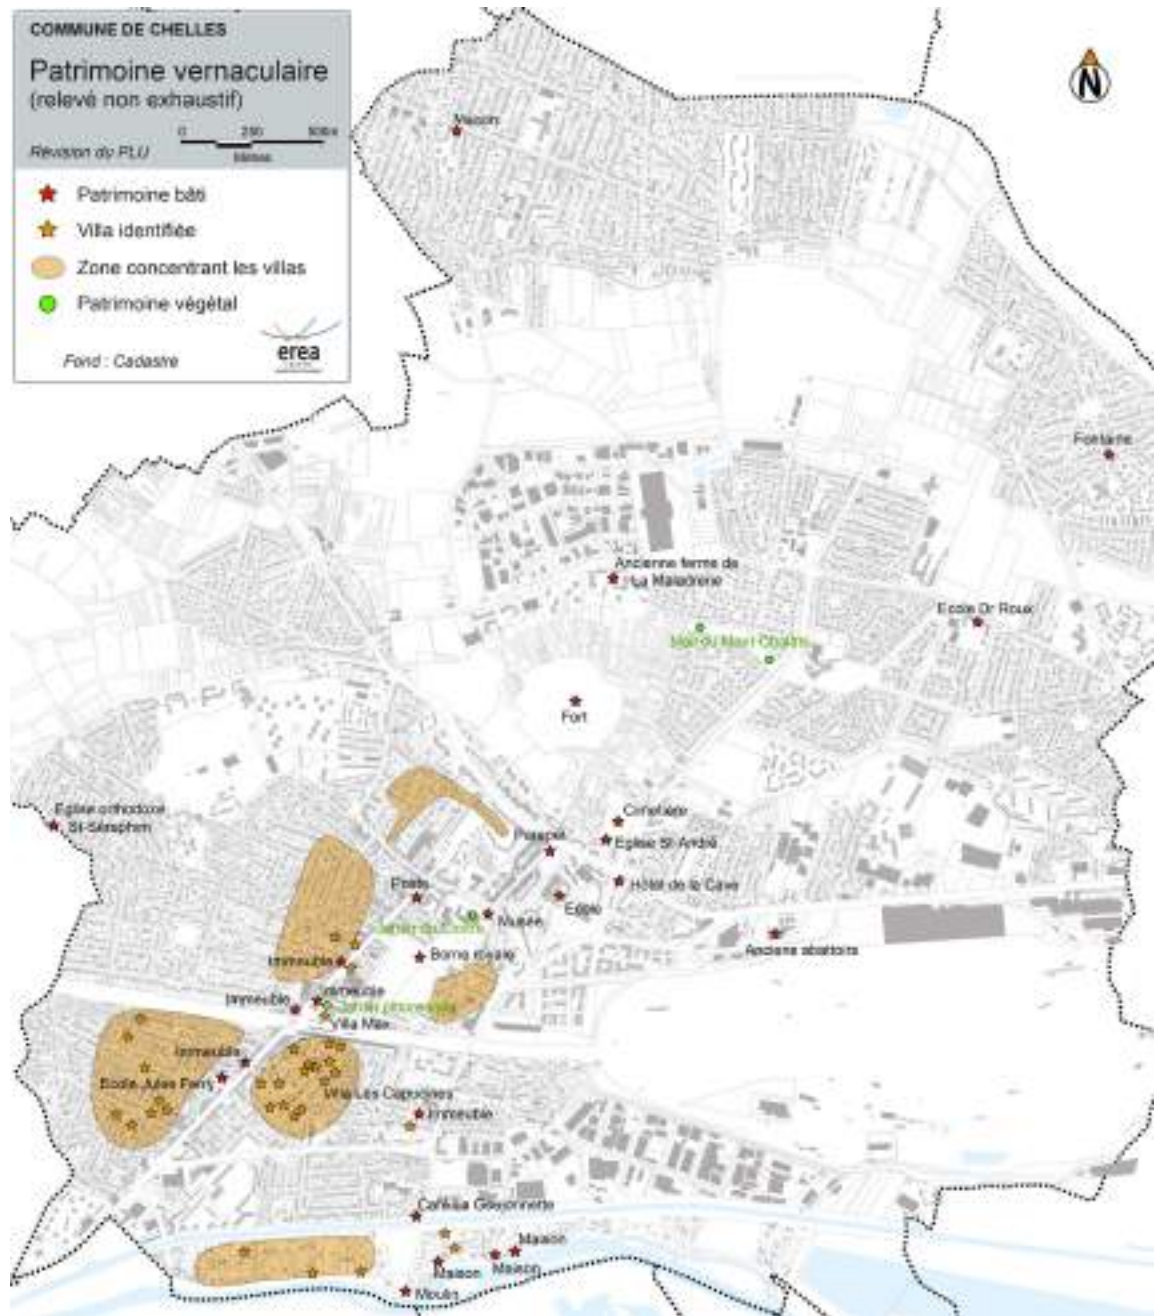 COMMUNE DE CHELLES
Patrimoine vernaculaire
(relevé non exhaustif)
0 250 500m
Révision du PLU
Mètres
Patrimoine bâti
Villa identifiée
Zone concentrant les villas
Patrimoine végétal
Fond : Cadastre
erea
N
Maison
Fontaine
Ancienne ferme de
La Maladrerie
Ecole Dr Roux
Fort
Eglise orthodoxe
St-Séraphin
Cimetière
Eglise St André
Hôtel de la Cave
Poste
Musée
Ecole
Borne royale
Anciens abattoirs
Immeuble
Immeuble
Immeuble
Villa Max
Immeuble
Ecole Jules Ferry
Villa Les Capucines
Immeuble
Maison
Maison
Maison
Moulin